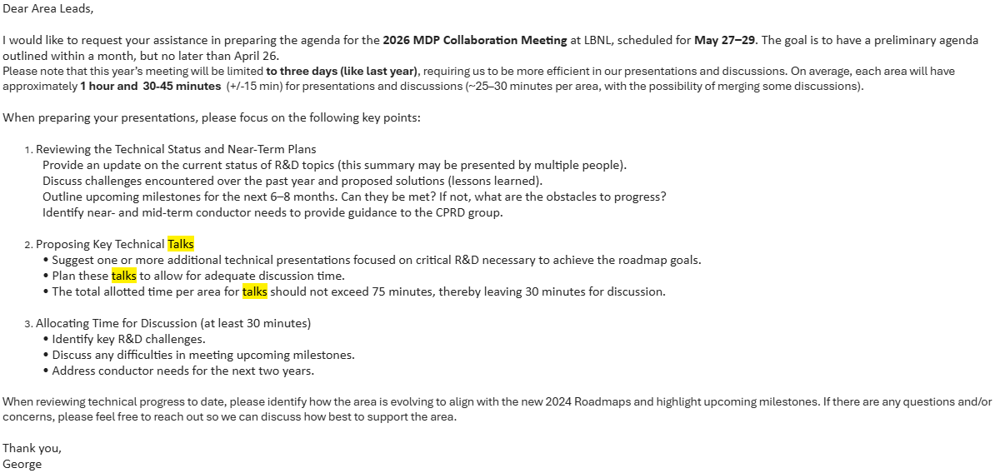 Dear Area Leads,
I would like to request your assistance in preparing the agenda for the 2026 MDP Collaboration Meeting at LBNL, scheduled for May 27–29. The goal is to have a preliminary agenda
outlined within a month, but no later than April 26.
Please note that this year's meeting will be limited to three days (like last year), requiring us to be more efficient in our presentations and discussions. On average, each area will have
approximately 1 hour and 30-45 minutes (+/-15 min) for presentations and discussions (~25–30 minutes per area, with the possibility of merging some discussions).
When preparing your presentations, please focus on the following key points:
1. Reviewing the Technical Status and Near-Term Plans
Provide an update on the current status of R&D topics (this summary may be presented by multiple people).
Discuss challenges encountered over the past year and proposed solutions (lessons learned).
Outline upcoming milestones for the next 6–8 months. Can they be met? If not, what are the obstacles to progress?
Identify near- and mid-term conductor needs to provide guidance to the CPRD group.
2. Proposing Key Technical Talks
• Suggest one or more additional technical presentations focused on critical R&D necessary to achieve the roadmap goals.
• Plan these talks to allow for adequate discussion time.
• The total allotted time per area for talks should not exceed 75 minutes, thereby leaving 30 minutes for discussion.
3. Allocating Time for Discussion (at least 30 minutes)
• Identify key R&D challenges.
• Discuss any difficulties in meeting upcoming milestones.
• Address conductor needs for the next two years.
When reviewing technical progress to date, please identify how the area is evolving to align with the new 2024 Roadmaps and highlight upcoming milestones. If there are any questions and/or
concerns, please feel free to reach out so we can discuss how best to support the area.
Thank you,
George